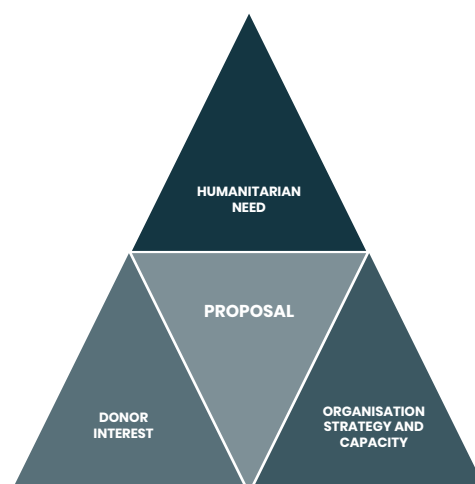 HUMANITARIAN
NEED
PROPOSAL
DONOR
INTEREST
ORGANISATION
STRATEGY AND
CAPACITY